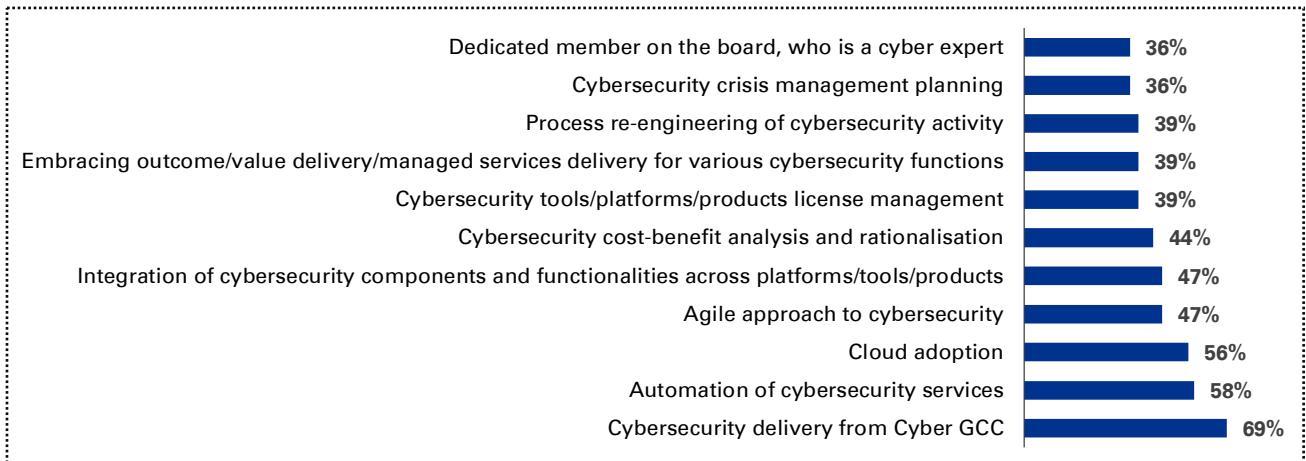 Dedicated member on the board, who is a cyber expert 36%
Cybersecurity crisis management planning 36%
Process re-engineering of cybersecurity activity 39%
Embracing outcome/value delivery/managed services delivery for various cybersecurity functions 39%
Cybersecurity tools/platforms/products license management 39%
Cybersecurity cost-benefit analysis and rationalisation 44%
Integration of cybersecurity components and functionalities across platforms/tools/products 47%
Agile approach to cybersecurity 47%
Cloud adoption 56%
Automation of cybersecurity services 58%
Cybersecurity delivery from Cyber GCC 69%